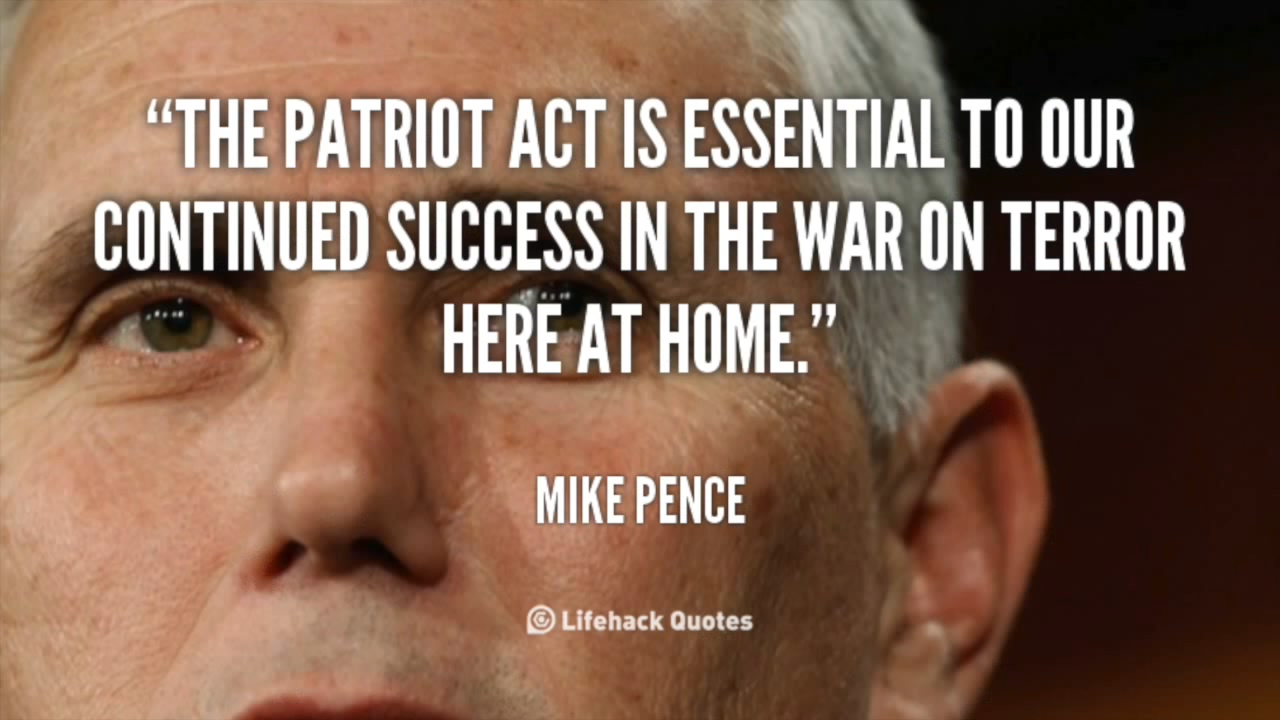 “THE PATRIOT ACT IS ESSENTIAL TO OUR
CONTINUED SUCCESS IN THE WAR ON TERROR
HERE AT HOME.”
MIKE PENCE
Lifehack Quotes